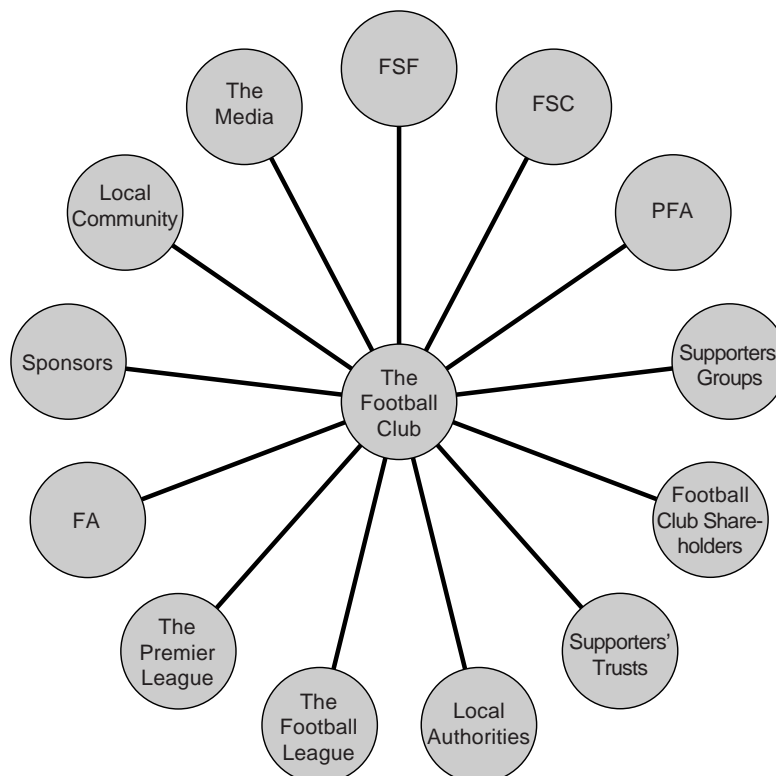 FSF
FSC
PFA
Supporters
Groups
Football
Club Share-
holders
Supporters’
Trusts
Local
Authorities
The
Football
League
The
Premier
League
FA
Sponsors
Local
Community
The
Media
The
Football
Club